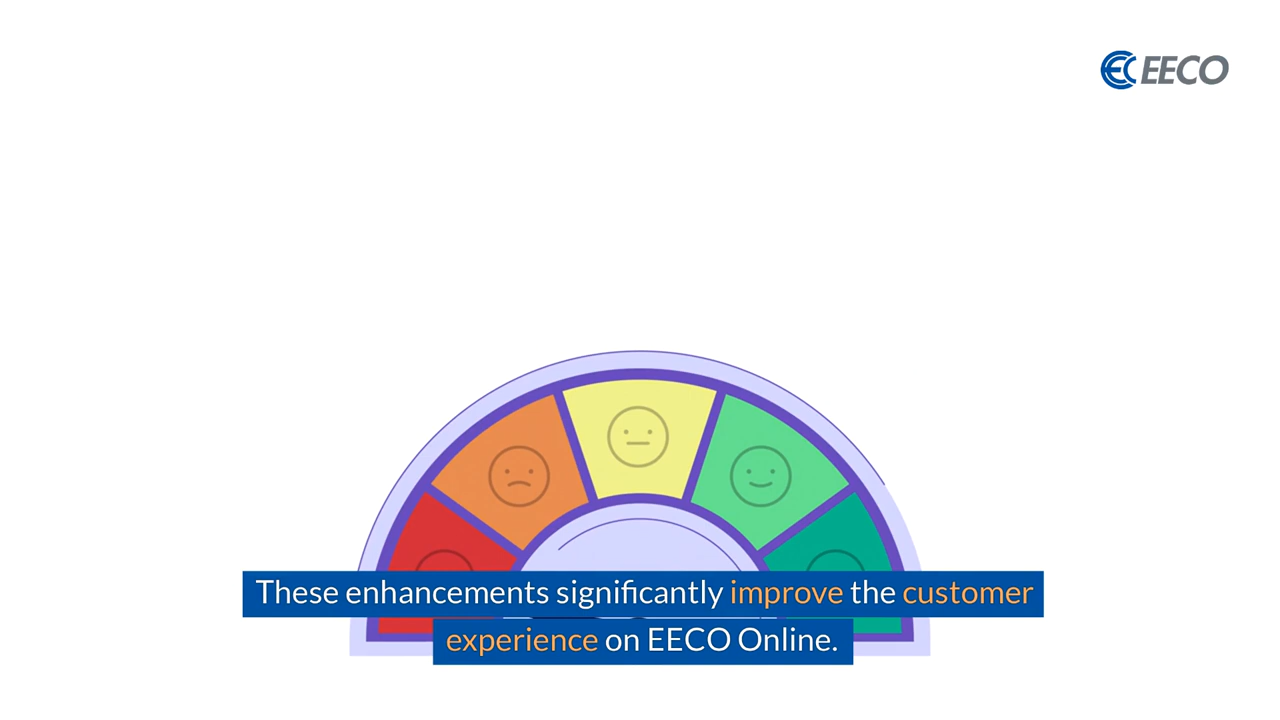 EECO
These enhancements significantly improve the customer
experience on EECO Online.